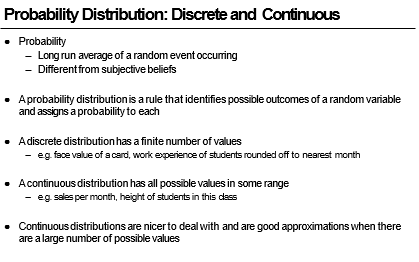 Probability Distribution: Discrete and Continuous
● Probability
– Long run average of a random event occurring
– Different from subjective beliefs
● A probability distribution is a rule that identifies possible outcomes of a random variable
and assigns a probability to each
● A discrete distribution has a finite number of values
– e.g. face value of a card, work experience of students rounded off to nearest month
● A continuous distribution has all possible values in some range
– e.g. sales per month, height of students in this class
● Continuous distributions are nicer to deal with and are good approximations when there
are a large number of possible values